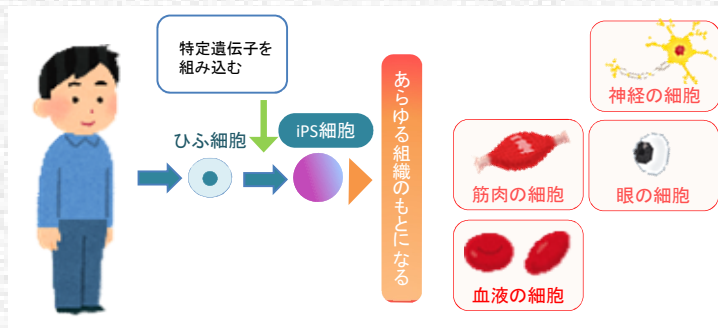 特定遺伝子を
組み込む
ひふ細胞
iPS細胞
あらゆる組織のもとになる
神経の細胞
筋肉の細胞
眼の細胞
血液の細胞